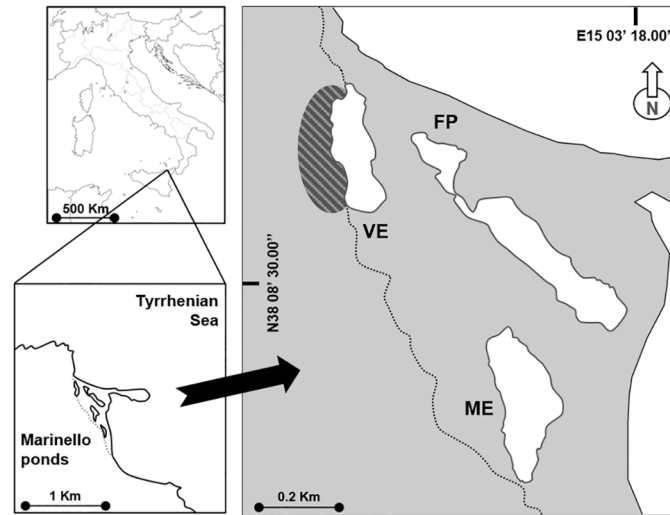 500 Km
Tyrrhenian
Sea
Marinello
ponds
1 Km
E15 03' 18.00''
N
FP
VE
N38 08' 30.00''
ME
0.2 Km